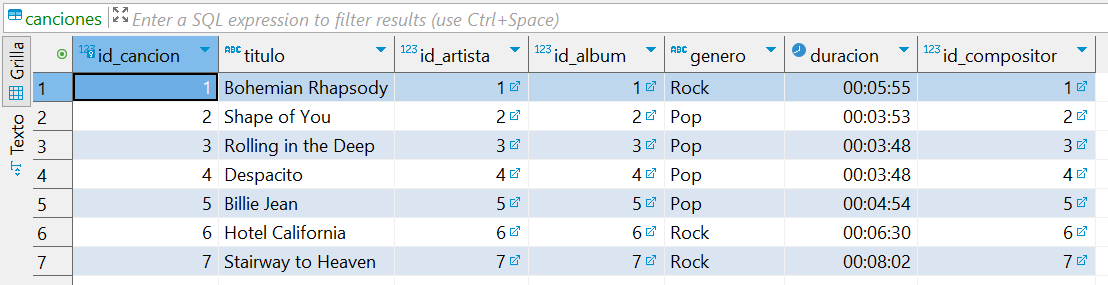 canciones Enter a SQL expression to filter results (use Ctrl+Space)
Grilla
Texto
123 id_cancion ABC titulo 123 id_artista 123 id_album ABC genero duracion 123 id_compositor
1 1 Bohemian Rhapsody 1 1 Rock 00:05:55 1
2 2 Shape of You 2 2 Pop 00:03:53 2
3 3 Rolling in the Deep 3 3 Pop 00:03:48 3
4 4 Despacito 4 4 Pop 00:03:48 4
5 5 Billie Jean 5 5 Pop 00:04:54 5
6 6 Hotel California 6 6 Rock 00:06:30 6
7 7 Stairway to Heaven 7 7 Rock 00:08:02 7